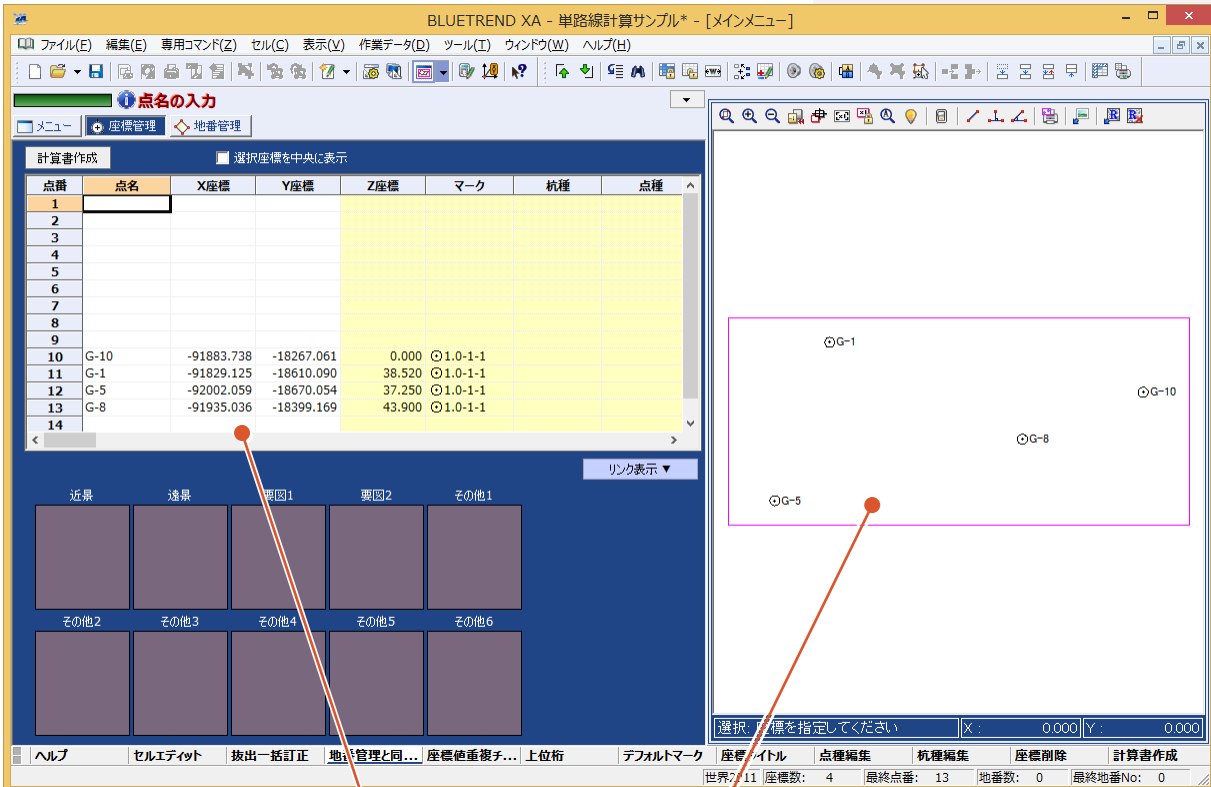 BLUETREND XA - 単路線計算サンプル* - [メインメニュー]
ファイル(F) 編集(E) 専用コマンド(Z) セル(C) 表示(V) 作業データ(D) ツール(T) ウィンドウ(W) ヘルプ(H)
点名の入力
メニュー 座標管理 地番管理
計算書作成 選択座標を中央に表示
点番 点名 X座標 Y座標 Z座標 マーク 杭種 点種
1
2
3
4
5
6
7
8
9
10 G-10 -91883.738 -18267.061 0.000 1.0-1-1
11 G-1 -91829.125 -18610.090 38.520 1.0-1-1
12 G-5 -92002.059 -18670.054 37.250 1.0-1-1
13 G-8 -91935.036 -18399.169 43.900 1.0-1-1
14
リンク表示 ▼
近景 遠景 要図1 要図2 その他1
その他2 その他3 その他4 その他5 その他6
G-1
G-10
G-8
G-5
選択: 座標を指定してください X : 0.000 Y : 0.000
ヘルプ セルエディット 抜出一括訂正 地番管理と同... 座標値重複チ... 上位桁 デフォルトマーク 座標タイトル 点種編集 杭種編集 座標削除 計算書作成
世界2011 座標数: 4 最終点番: 13 地番数: 0 最終地番No: 0